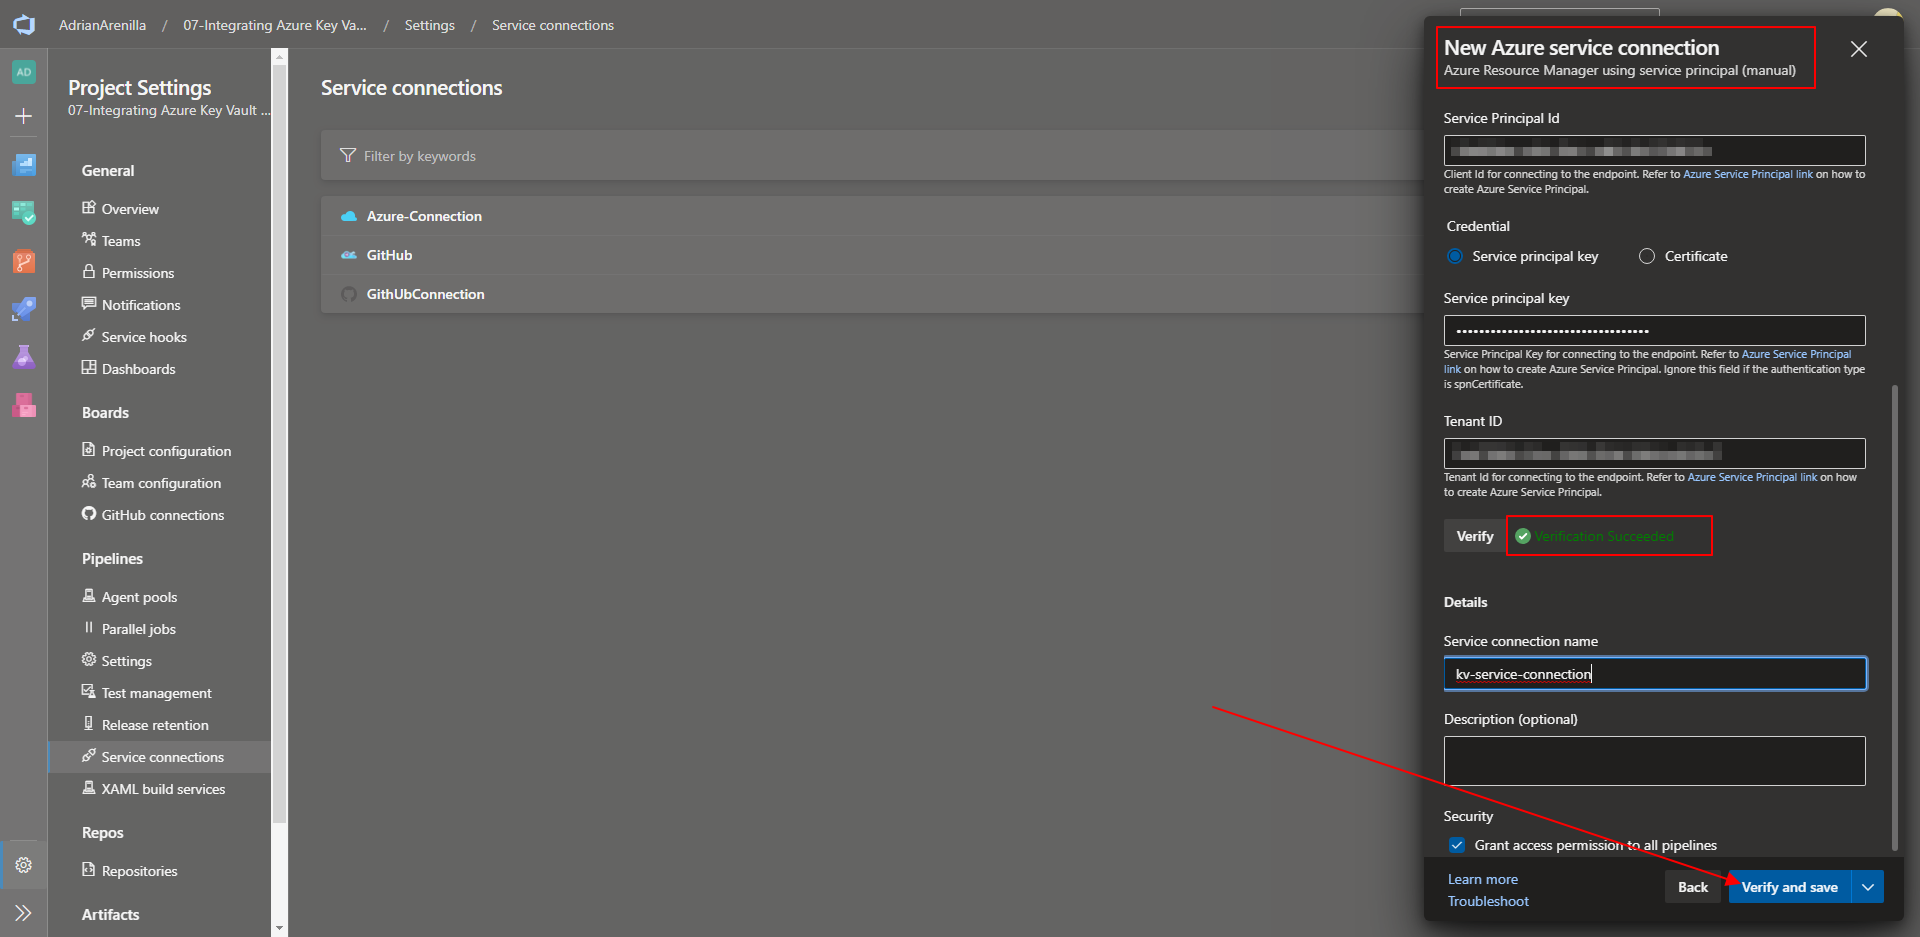 AdrianArenilla / 07-Integrating Azure Key Va... / Settings / Service connections
AD
Project Settings
07-Integrating Azure Key Vault ...
General
Overview
Teams
Permissions
Notifications
Service hooks
Dashboards
Boards
Project configuration
Team configuration
GitHub connections
Pipelines
Agent pools
Parallel jobs
Settings
Test management
Release retention
Service connections
XAML build services
Repos
Repositories
Artifacts
Service connections
Filter by keywords
Azure-Connection
GitHub
GithUbConnection
New Azure service connection
Azure Resource Manager using service principal (manual)
Service Principal Id
Client Id for connecting to the endpoint. Refer to Azure Service Principal link on how to
create Azure Service Principal.
Credential
Service principal key
Certificate
Service principal key
Service Principal Key for connecting to the endpoint. Refer to Azure Service Principal
link on how to create Azure Service Principal. Ignore this field if the authentication type
is spnCertificate.
Tenant ID
Tenant Id for connecting to the endpoint. Refer to Azure Service Principal link on how
to create Azure Service Principal.
Verify
Verification Succeeded
Details
Service connection name
kv-service-connection
Description (optional)
Security
Grant access permission to all pipelines
Learn more
Troubleshoot
Back
Verify and save